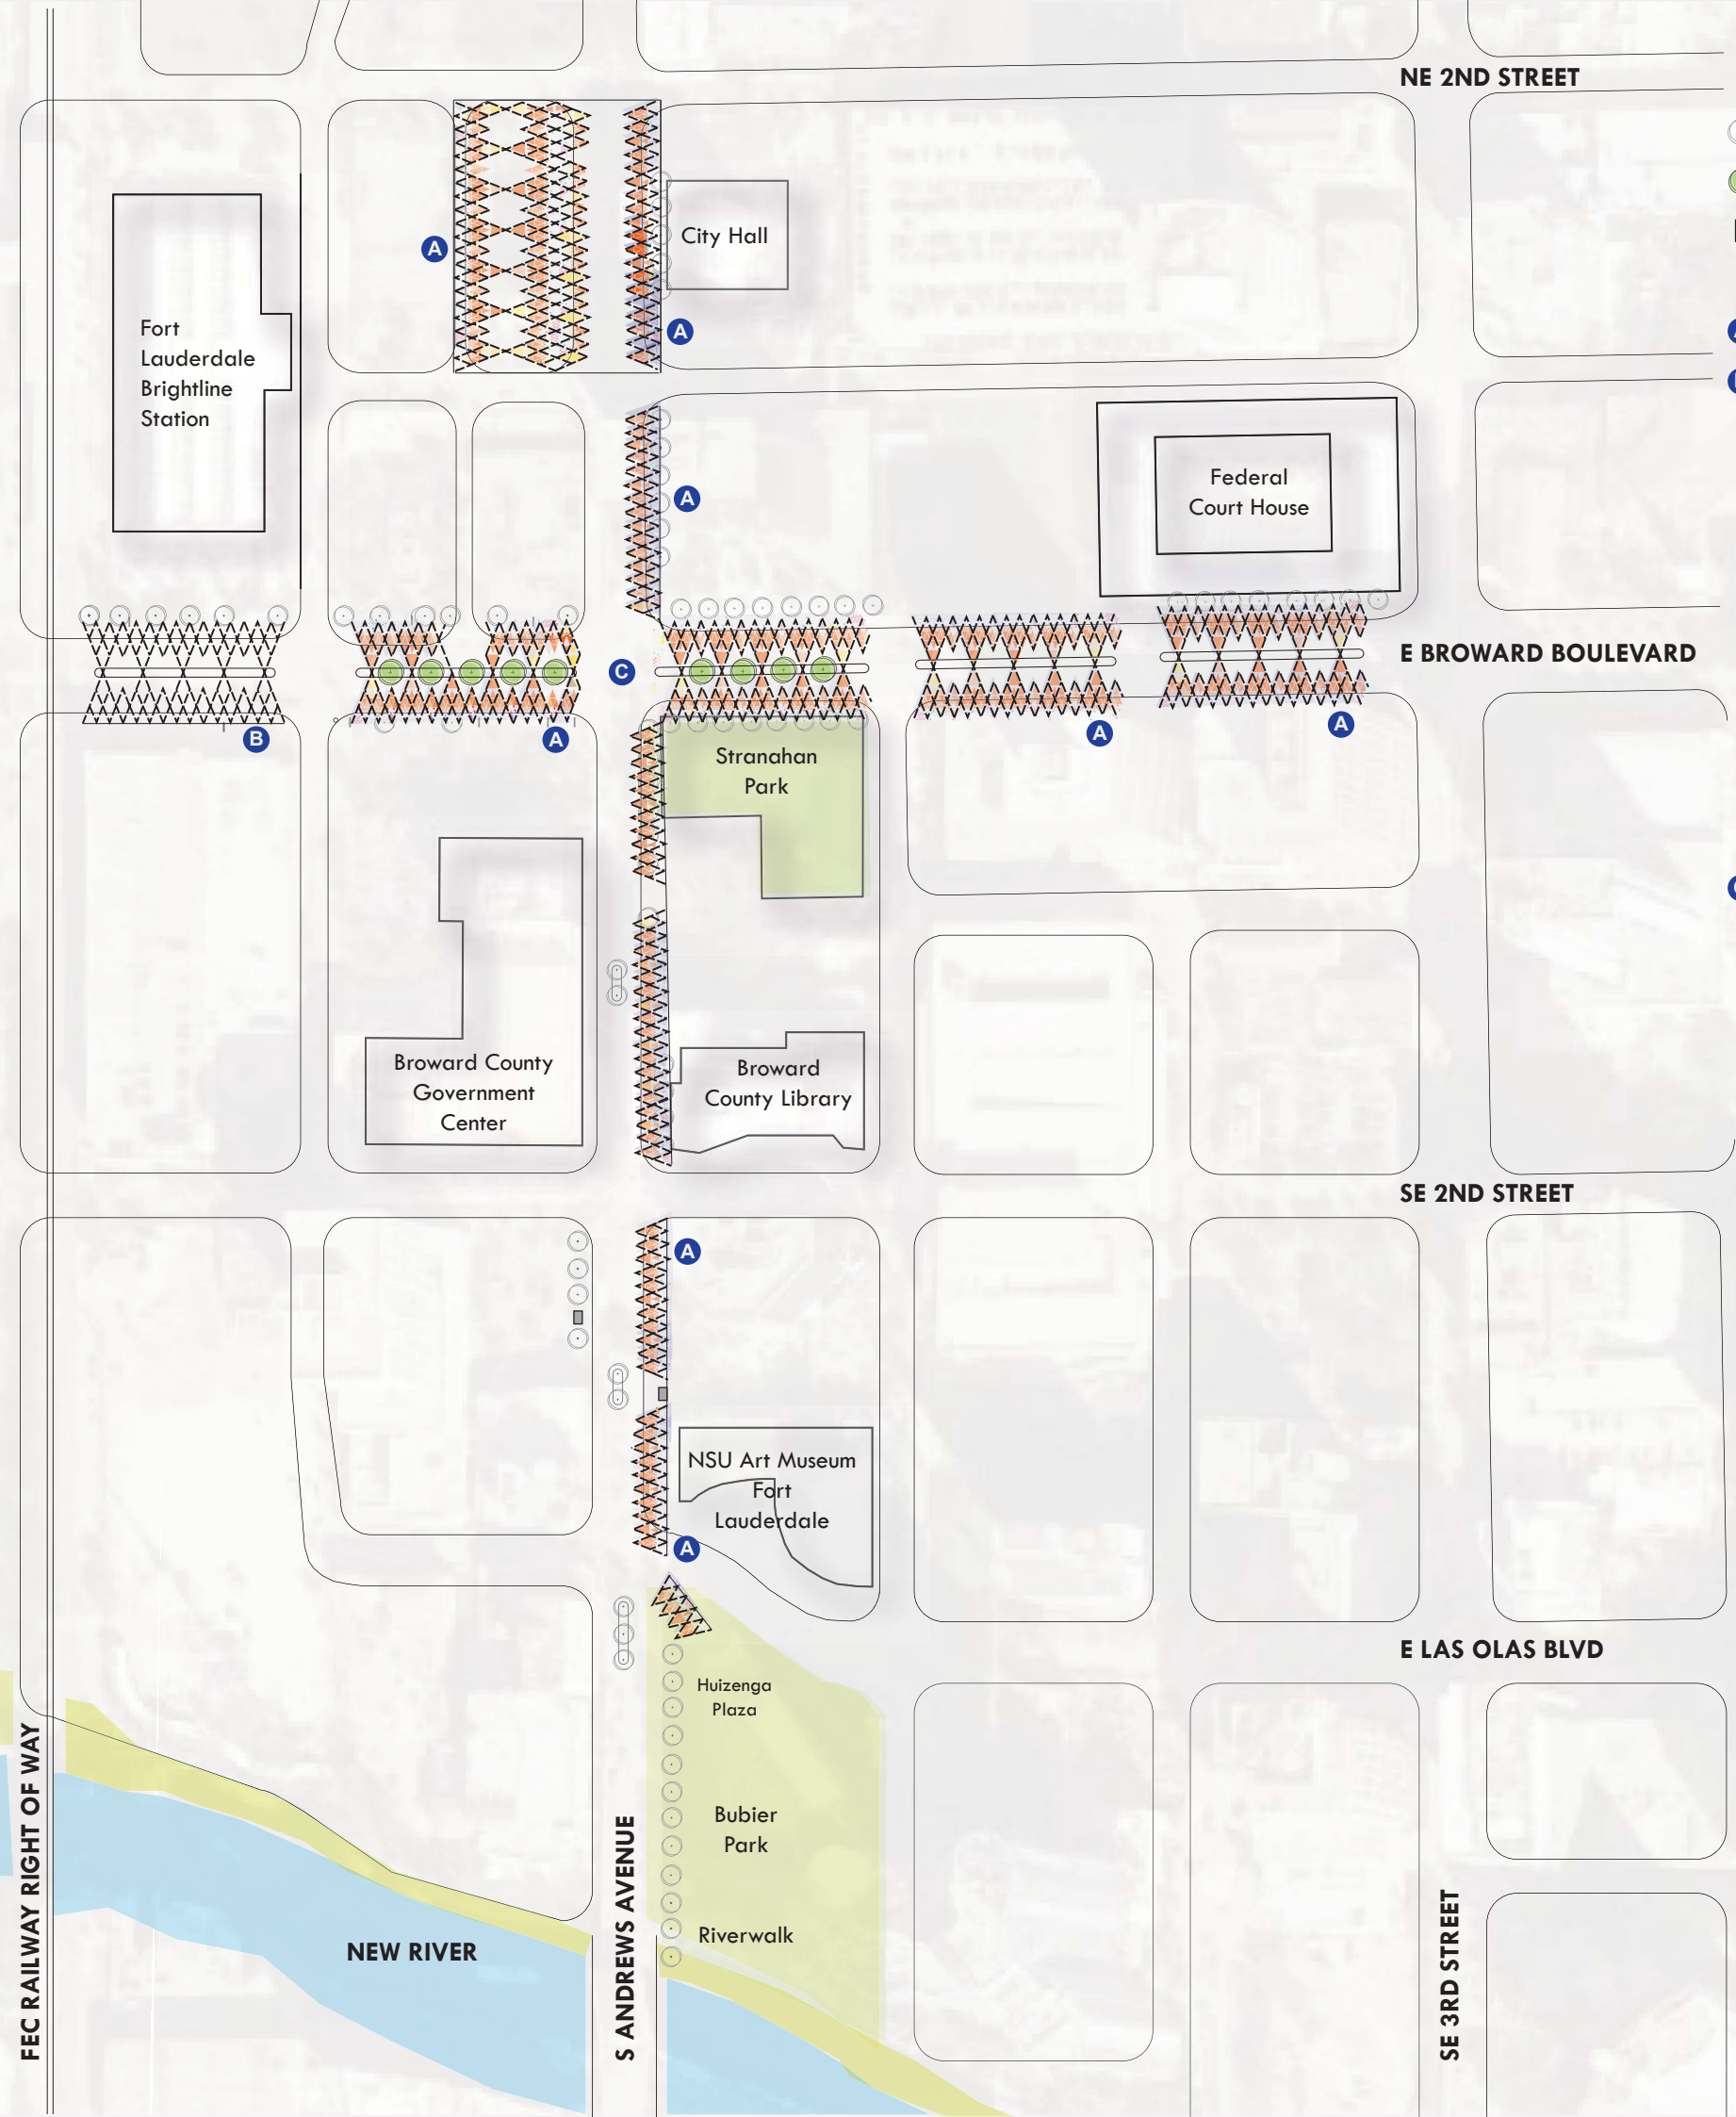 NE 2ND STREET
A
City Hall
A
Fort
Lauderdale
Brightline
Station
A
Federal
Court House
E BROWARD BOULEVARD
C
B
A
A
A
Stranahan
Park
Broward County
Government
Center
Broward
County Library
SE 2ND STREET
A
NSU Art Museum
Fort
Lauderdale
A
E LAS OLAS BLVD
Huizenga
Plaza
Bubier
Park
Riverwalk
NEW RIVER
FEC RAILWAY RIGHT OF WAY
S ANDREWS AVENUE
SE 3RD STREET